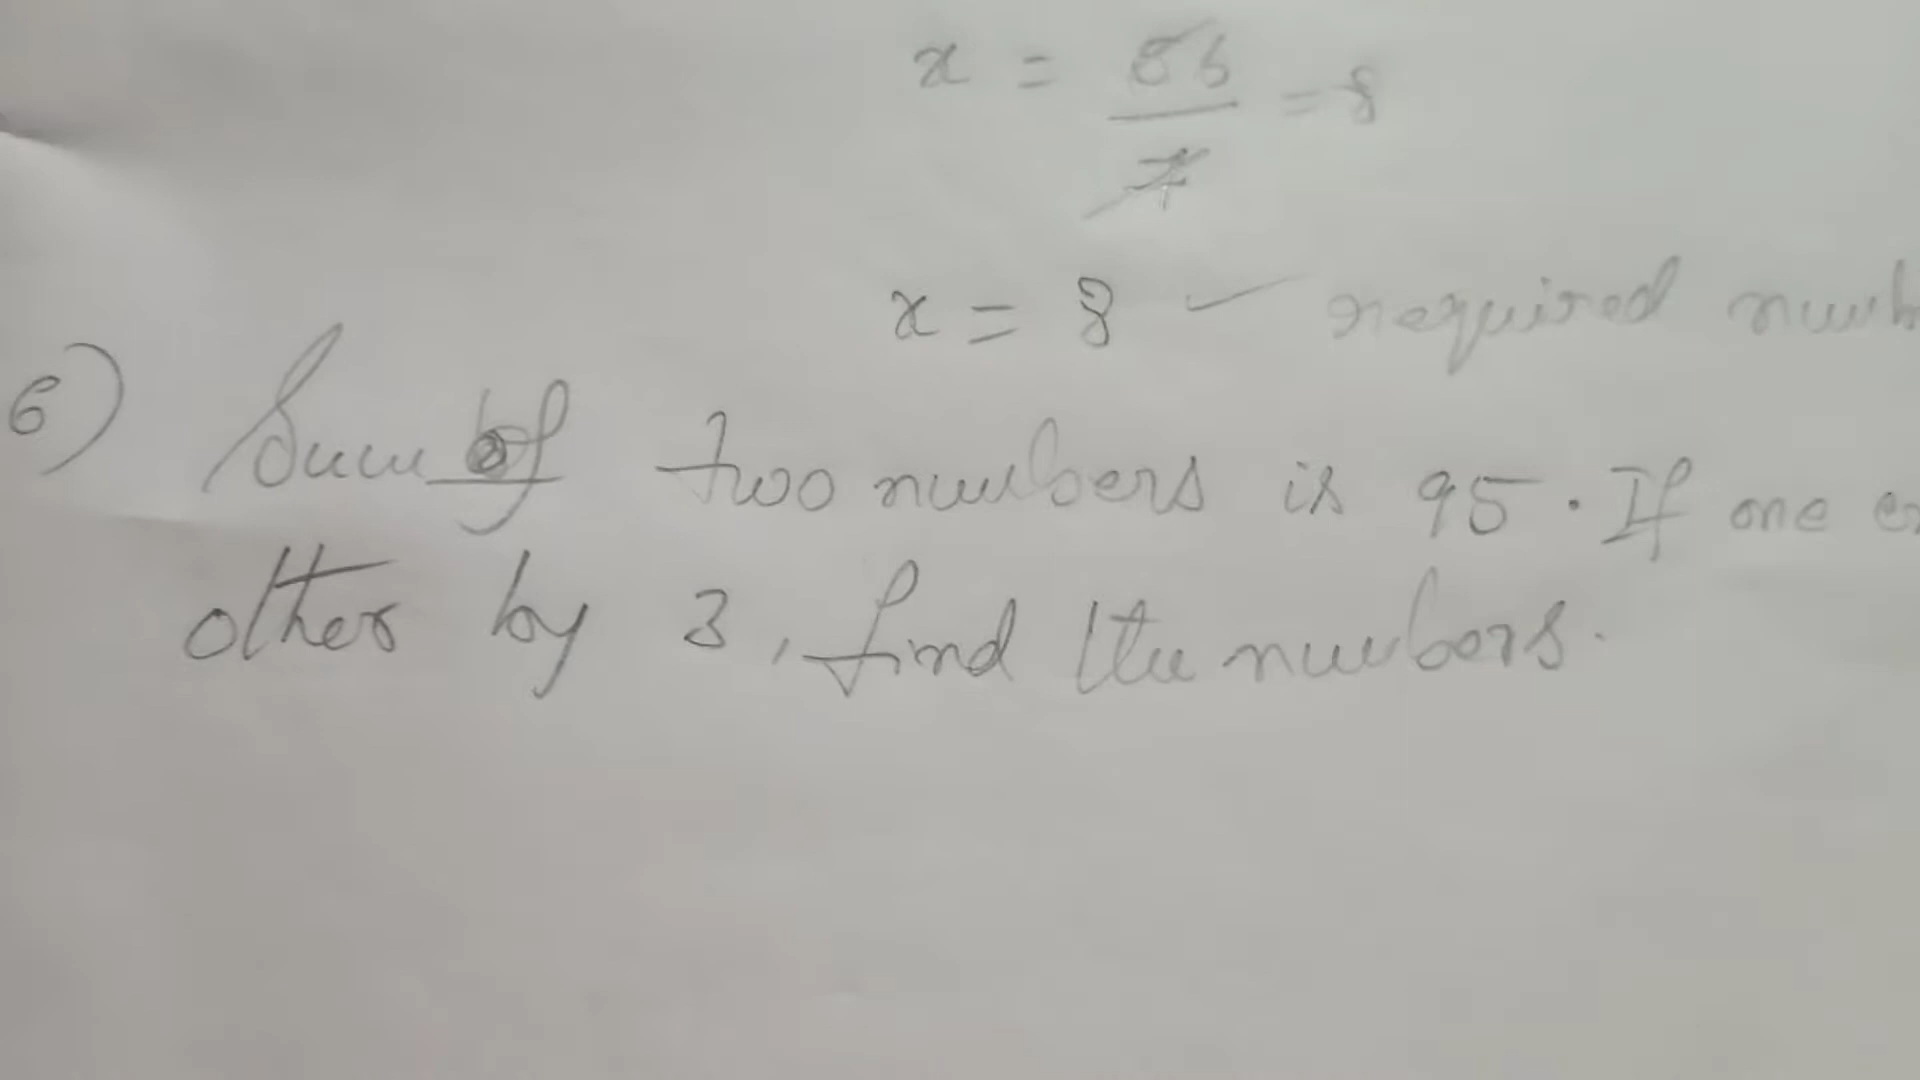 x = 56/7 = 8
x = 8 required
6) Sum of two numbers is 95. If one
other by 3, find the numbers.